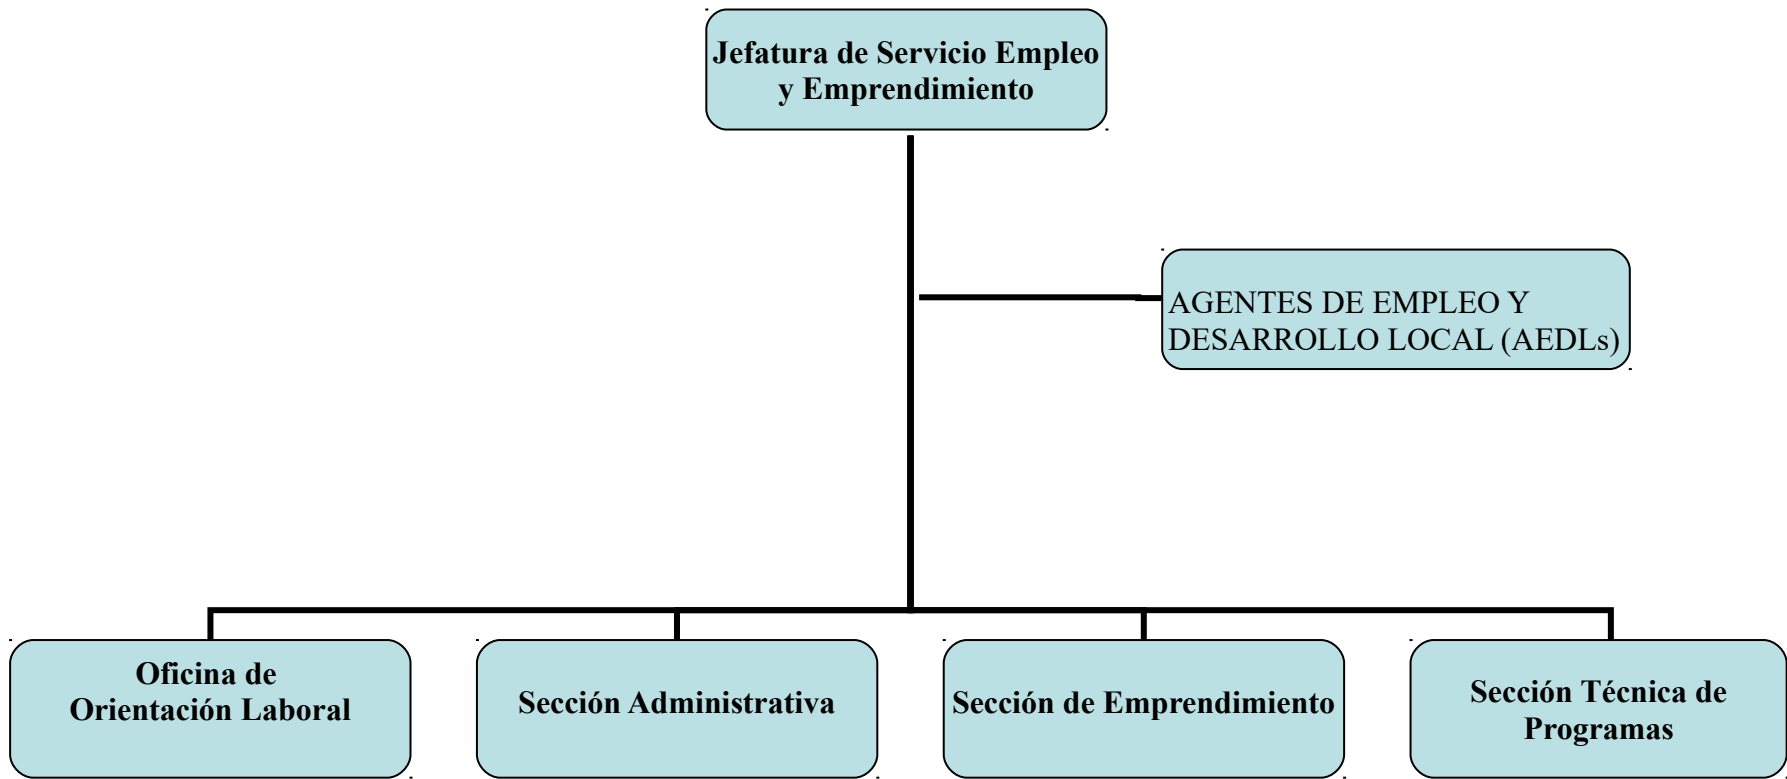 Jefatura de Servicio Empleo
y Emprendimiento
AGENTES DE EMPLEO Y
DESARROLLO LOCAL (AEDLs)
Oficina de
Orientación Laboral
Sección Administrativa
Sección de Emprendimiento
Sección Técnica de
Programas